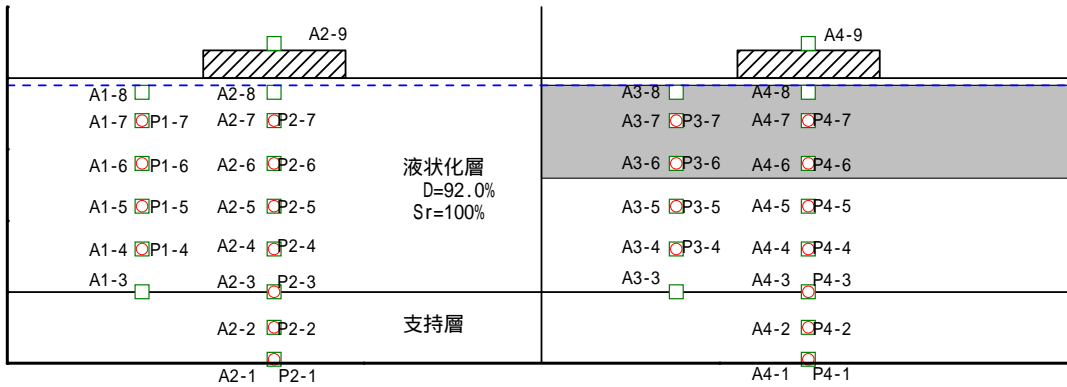 A2-9 A4-9
A1-8 A2-8 A3-8 A4-8
A1-7 P1-7 A2-7 P2-7 A3-7 P3-7 A4-7 P4-7
A1-6 P1-6 A2-6 P2-6 液状化層 A3-6 P3-6 A4-6 P4-6
D=92.0%
A1-5 P1-5 A2-5 P2-5 Sr=100% A3-5 P3-5 A4-5 P4-5
A1-4 P1-4 A2-4 P2-4 A3-4 P3-4 A4-4 P4-4
A1-3 A2-3 P2-3 A3-3 A4-3 P4-3
A2-2 P2-2 支持層 A4-2 P4-2
A2-1 P2-1 A4-1 P4-1